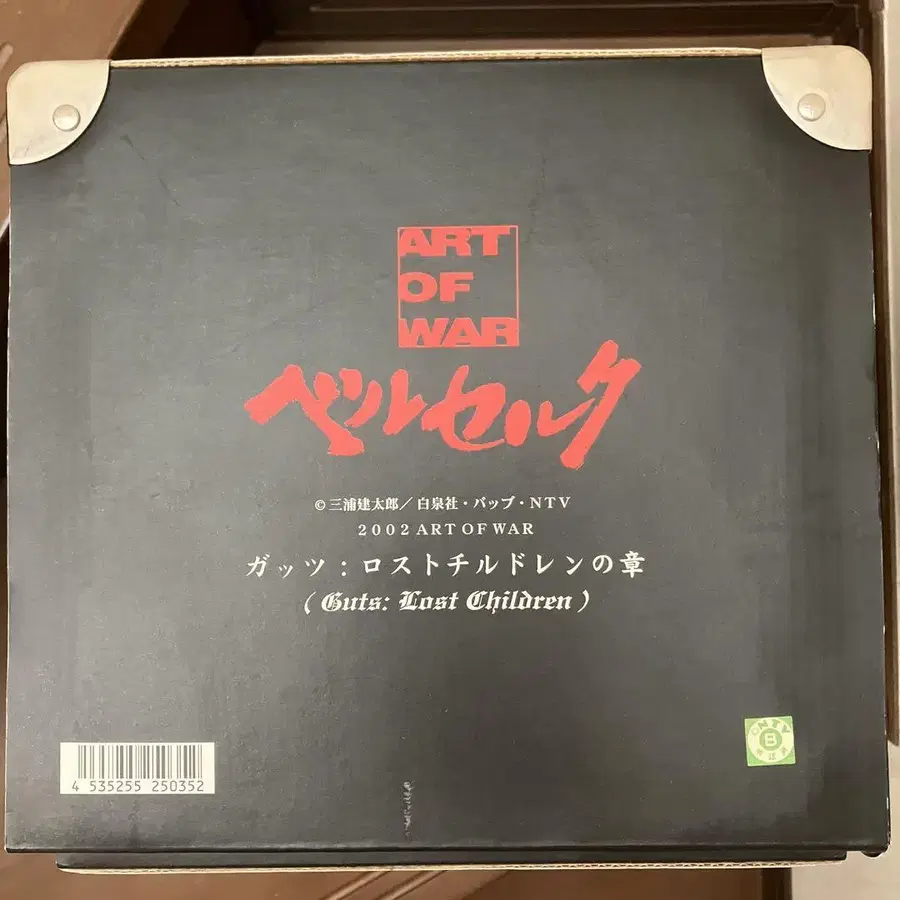 ART
OF
WAR
ベルセルク
© 三浦建太郎／白泉社・バップ・NTV
2002 ART OF WAR
ガッツ：ロストチルドレンの章
(Guts: Lost Children)
4 535255 250352
©NTV